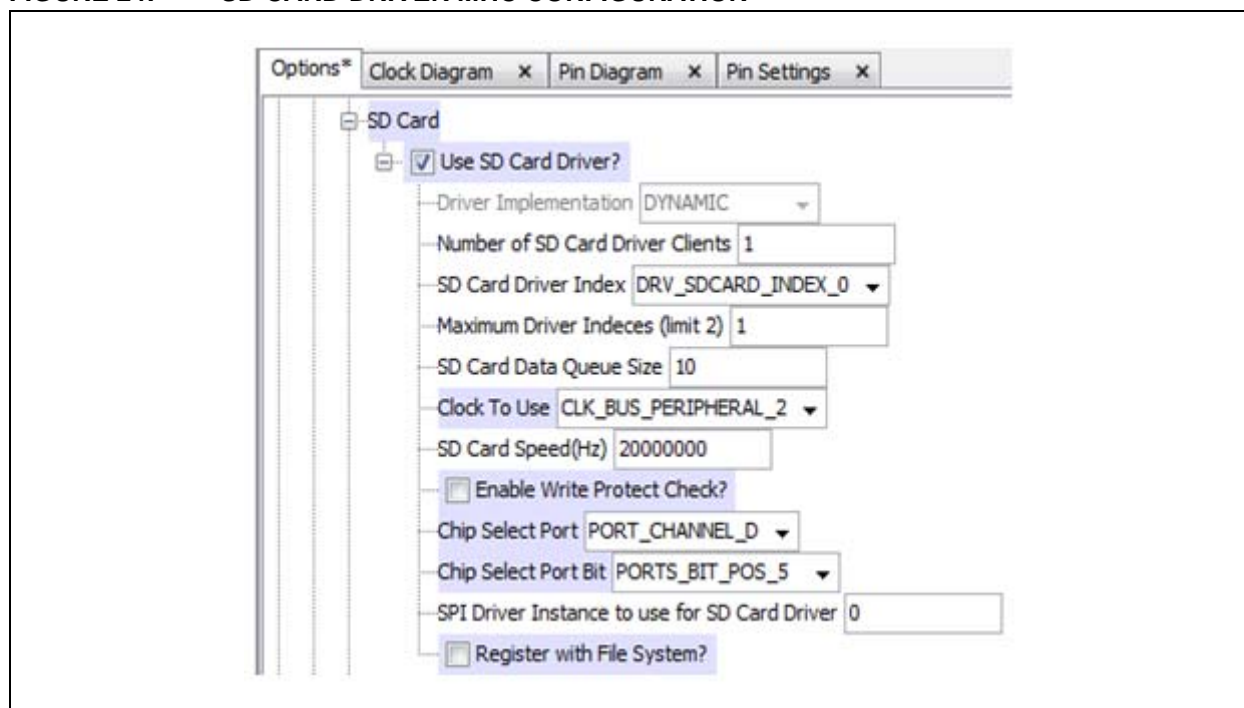 Options* Clock Diagram × Pin Diagram × Pin Settings ×
SD Card
Use SD Card Driver?
Driver Implementation DYNAMIC
Number of SD Card Driver Clients 1
SD Card Driver Index DRV_SDCARD_INDEX_0
Maximum Driver Indeces (limit 2) 1
SD Card Data Queue Size 10
Clock To Use CLK_BUS_PERIPHERAL_2
SD Card Speed(Hz) 20000000
Enable Write Protect Check?
Chip Select Port PORT_CHANNEL_D
Chip Select Port Bit PORTS_BIT_POS_5
SPI Driver Instance to use for SD Card Driver 0
Register with File System?